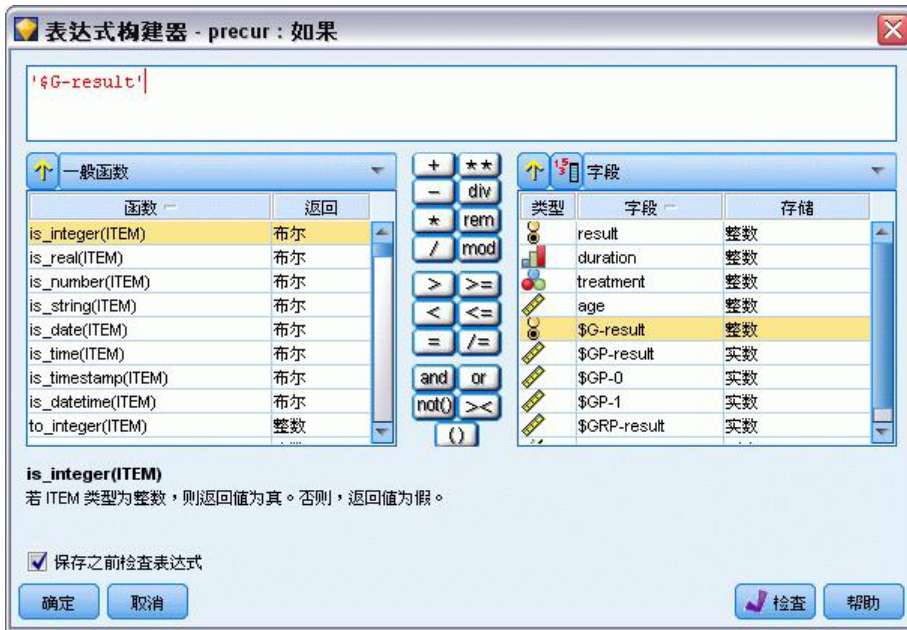 表达式构建器 - precur : 如果
'$G-result'
一般函数
函数 返回
is_integer(ITEM) 布尔
is_real(ITEM) 布尔
is_number(ITEM) 布尔
is_string(ITEM) 布尔
is_date(ITEM) 布尔
is_time(ITEM) 布尔
is_timestamp(ITEM) 布尔
is_datetime(ITEM) 布尔
to_integer(ITEM) 整数
+ **
- div
* rem
/ mod
> >=
< <=
= /=
and or
not() ><
()
字段
类型 字段 存储
result 整数
duration 整数
treatment 整数
age 整数
$G-result 整数
$GP-result 实数
$GP-0 实数
$GP-1 实数
$GRP-result 实数
is_integer(ITEM)
若 ITEM 类型为整数，则返回值为真。否则，返回值为假。
保存之前检查表达式
确定 取消 检查 帮助